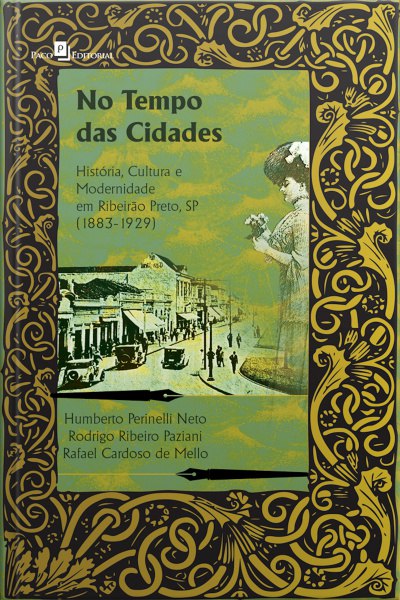 PACO EDITORIAL
No Tempo
das Cidades
História, Cultura e
Modernidade
em Ribeirão Preto, SP
(1883-1929)
Humberto Perinelli Neto
Rodrigo Ribeiro Paziani
Rafael Cardoso de Mello